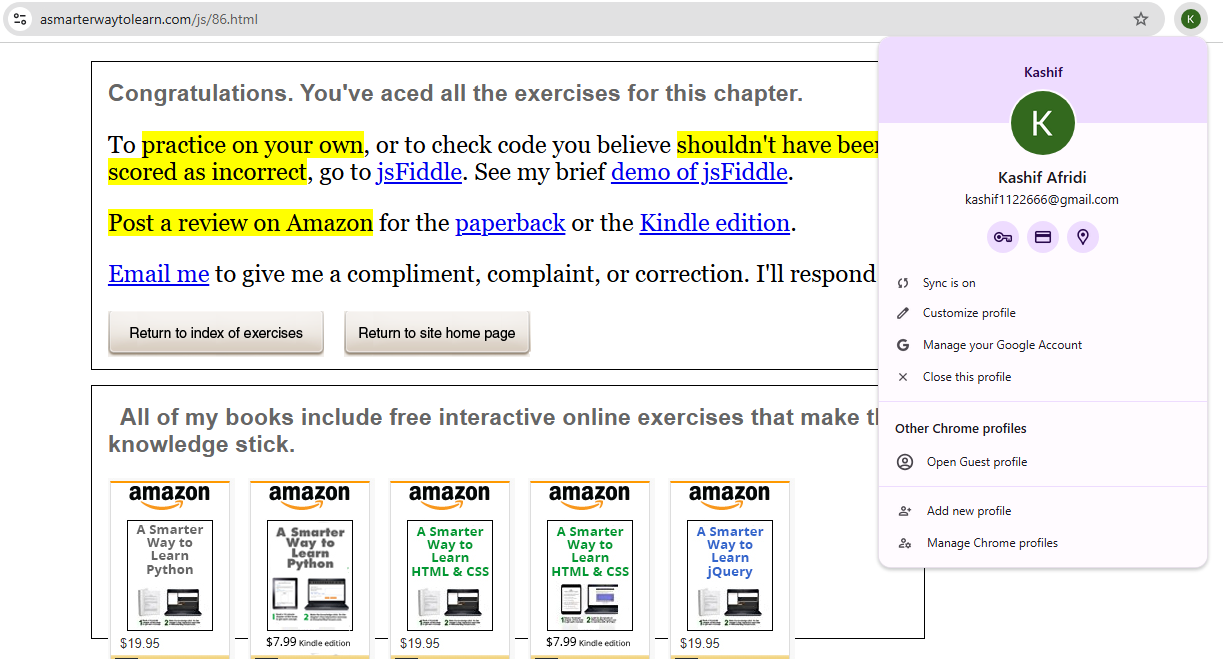 asmarterwaytolearn.com/js/86.html
K
Congratulations. You've aced all the exercises for this chapter.
To practice on your own, or to check code you believe shouldn't have been
scored as incorrect, go to jsFiddle. See my brief demo of jsFiddle.
Post a review on Amazon for the paperback or the Kindle edition.
Email me to give me a compliment, complaint, or correction. I'll respond
Return to index of exercises
Return to site home page
All of my books include free interactive online exercises that make
knowledge stick.
amazon
A Smarter
Way to
Learn
Python
$19.95
amazon
A Smarter
Way to
Learn
Python
$7.99 Kindle edition
amazon
A Smarter
Way to
Learn
HTML & CSS
$19.95
amazon
A Smarter
Way to
Learn
HTML & CSS
$7.99 Kindle edition
amazon
A Smarter
Way to
Learn
jQuery
$19.95
Kashif
K
Kashif Afridi
kashif1122666@gmail.com
Sync is on
Customize profile
Manage your Google Account
Close this profile
Other Chrome profiles
Open Guest profile
Add new profile
Manage Chrome profiles